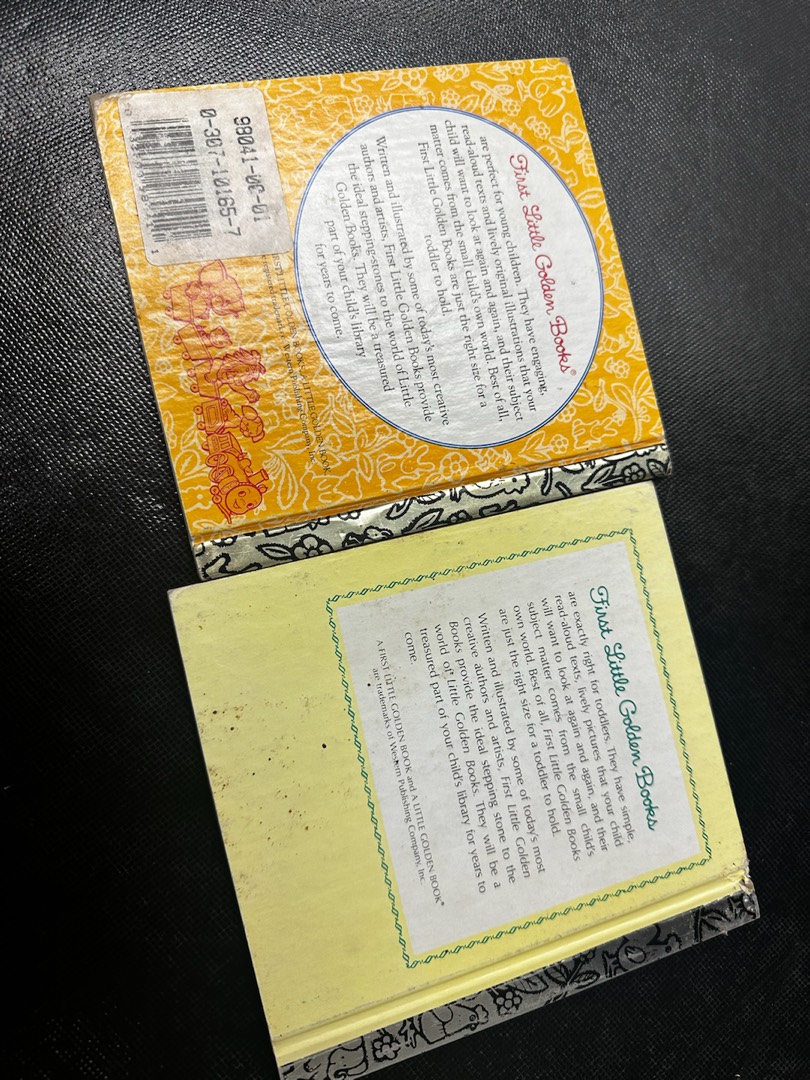 First Little Golden Books®
are perfect for young children. They have engaging,
read-aloud texts and lively original illustrations that your
child will want to look at again and again, and their subject
matter comes from the small child's own world. Best of all,
First Little Golden Books are just the right size for a
toddler to hold.
Written and illustrated by some of today's most creative
authors and artists, First Little Golden Books provide
the ideal stepping-stones to the world of Little
Golden Books. They will be a treasured
part of your child's library
for years to come.
LITTLE GOLDEN BOOK
Western Publishing Company, Inc.
98041-00-01
0-307-10165-7
First Little Golden Books
are exactly right for toddlers. They have simple,
read-aloud texts, lively pictures that your child
will want to look at again and again, and their
subject matter comes from the small child's
own world. Best of all, First Little Golden Books
are just the right size for a toddler to hold.
Written and illustrated by some of today's most
creative authors and artists, First Little Golden
Books provide the ideal stepping stone to the
world of Little Golden Books. They will be a
treasured part of your child's library for years to
come.
A FIRST LITTLE GOLDEN BOOK and A LITTLE GOLDEN BOOK®
are trademarks of Western Publishing Company, Inc.